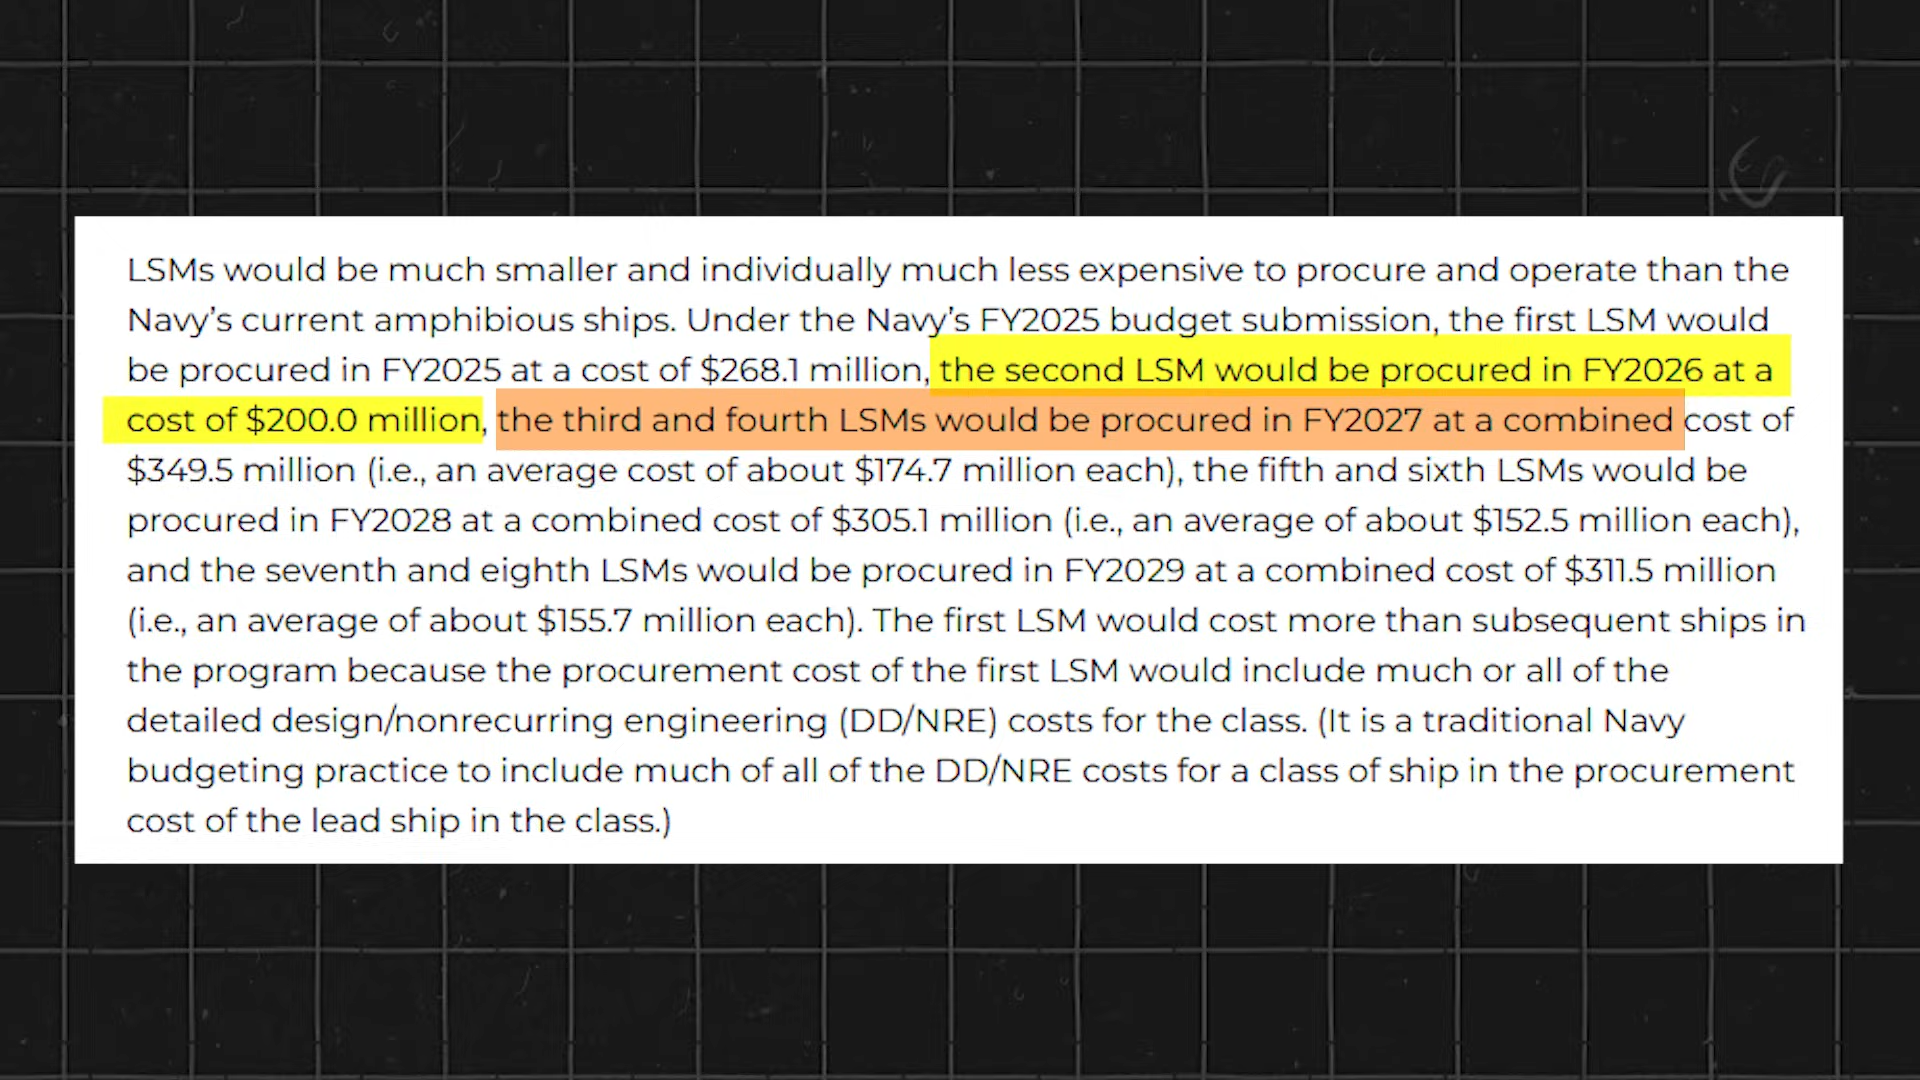 LSMs would be much smaller and individually much less expensive to procure and operate than the
Navy’s current amphibious ships. Under the Navy’s FY2025 budget submission, the first LSM would
be procured in FY2025 at a cost of $268.1 million, the second LSM would be procured in FY2026 at a
cost of $200.0 million, the third and fourth LSMs would be procured in FY2027 at a combined cost of
$349.5 million (i.e., an average cost of about $174.7 million each), the fifth and sixth LSMs would be
procured in FY2028 at a combined cost of $305.1 million (i.e., an average of about $152.5 million each),
and the seventh and eighth LSMs would be procured in FY2029 at a combined cost of $311.5 million
(i.e., an average of about $155.7 million each). The first LSM would cost more than subsequent ships in
the program because the procurement cost of the first LSM would include much or all of the
detailed design/nonrecurring engineering (DD/NRE) costs for the class. (It is a traditional Navy
budgeting practice to include much of all of the DD/NRE costs for a class of ship in the procurement
cost of the lead ship in the class.)